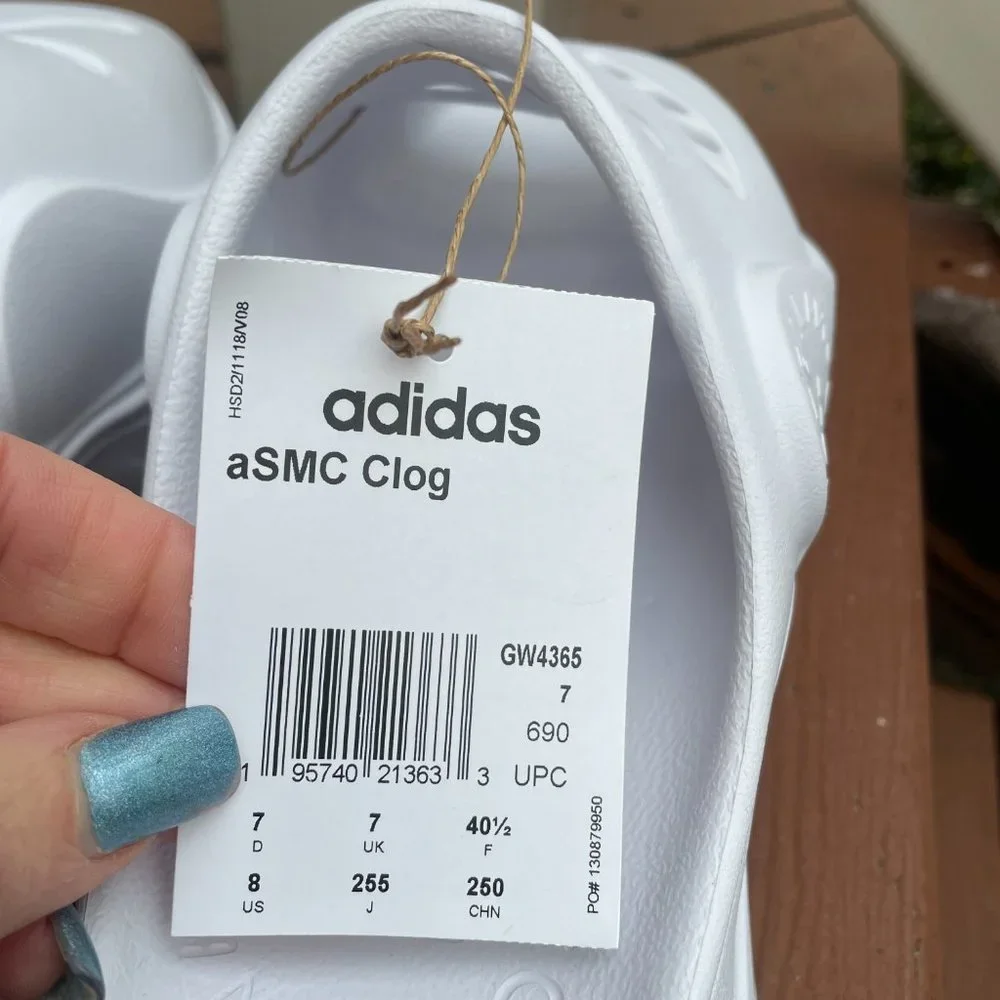 HSD2/1118/V08
adidas
aSMC Clog
GW4365
7
690
1 95740 21363 3 UPC
7 7 40½
D UK F
8 255 250
US J CHN
PO# 130879950